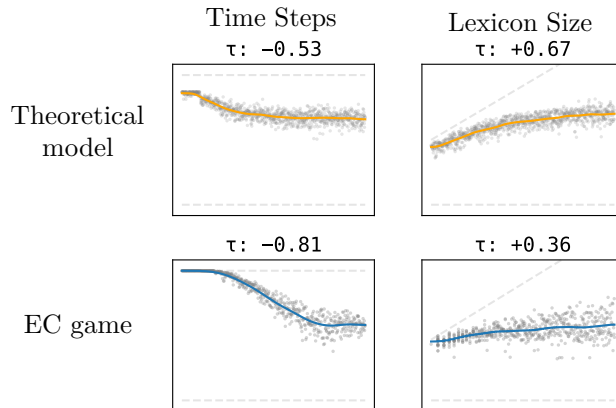 Time Steps
Lexicon Size
τ: −0.53
τ: +0.67
Theoretical
model
τ: −0.81
τ: +0.36
EC game